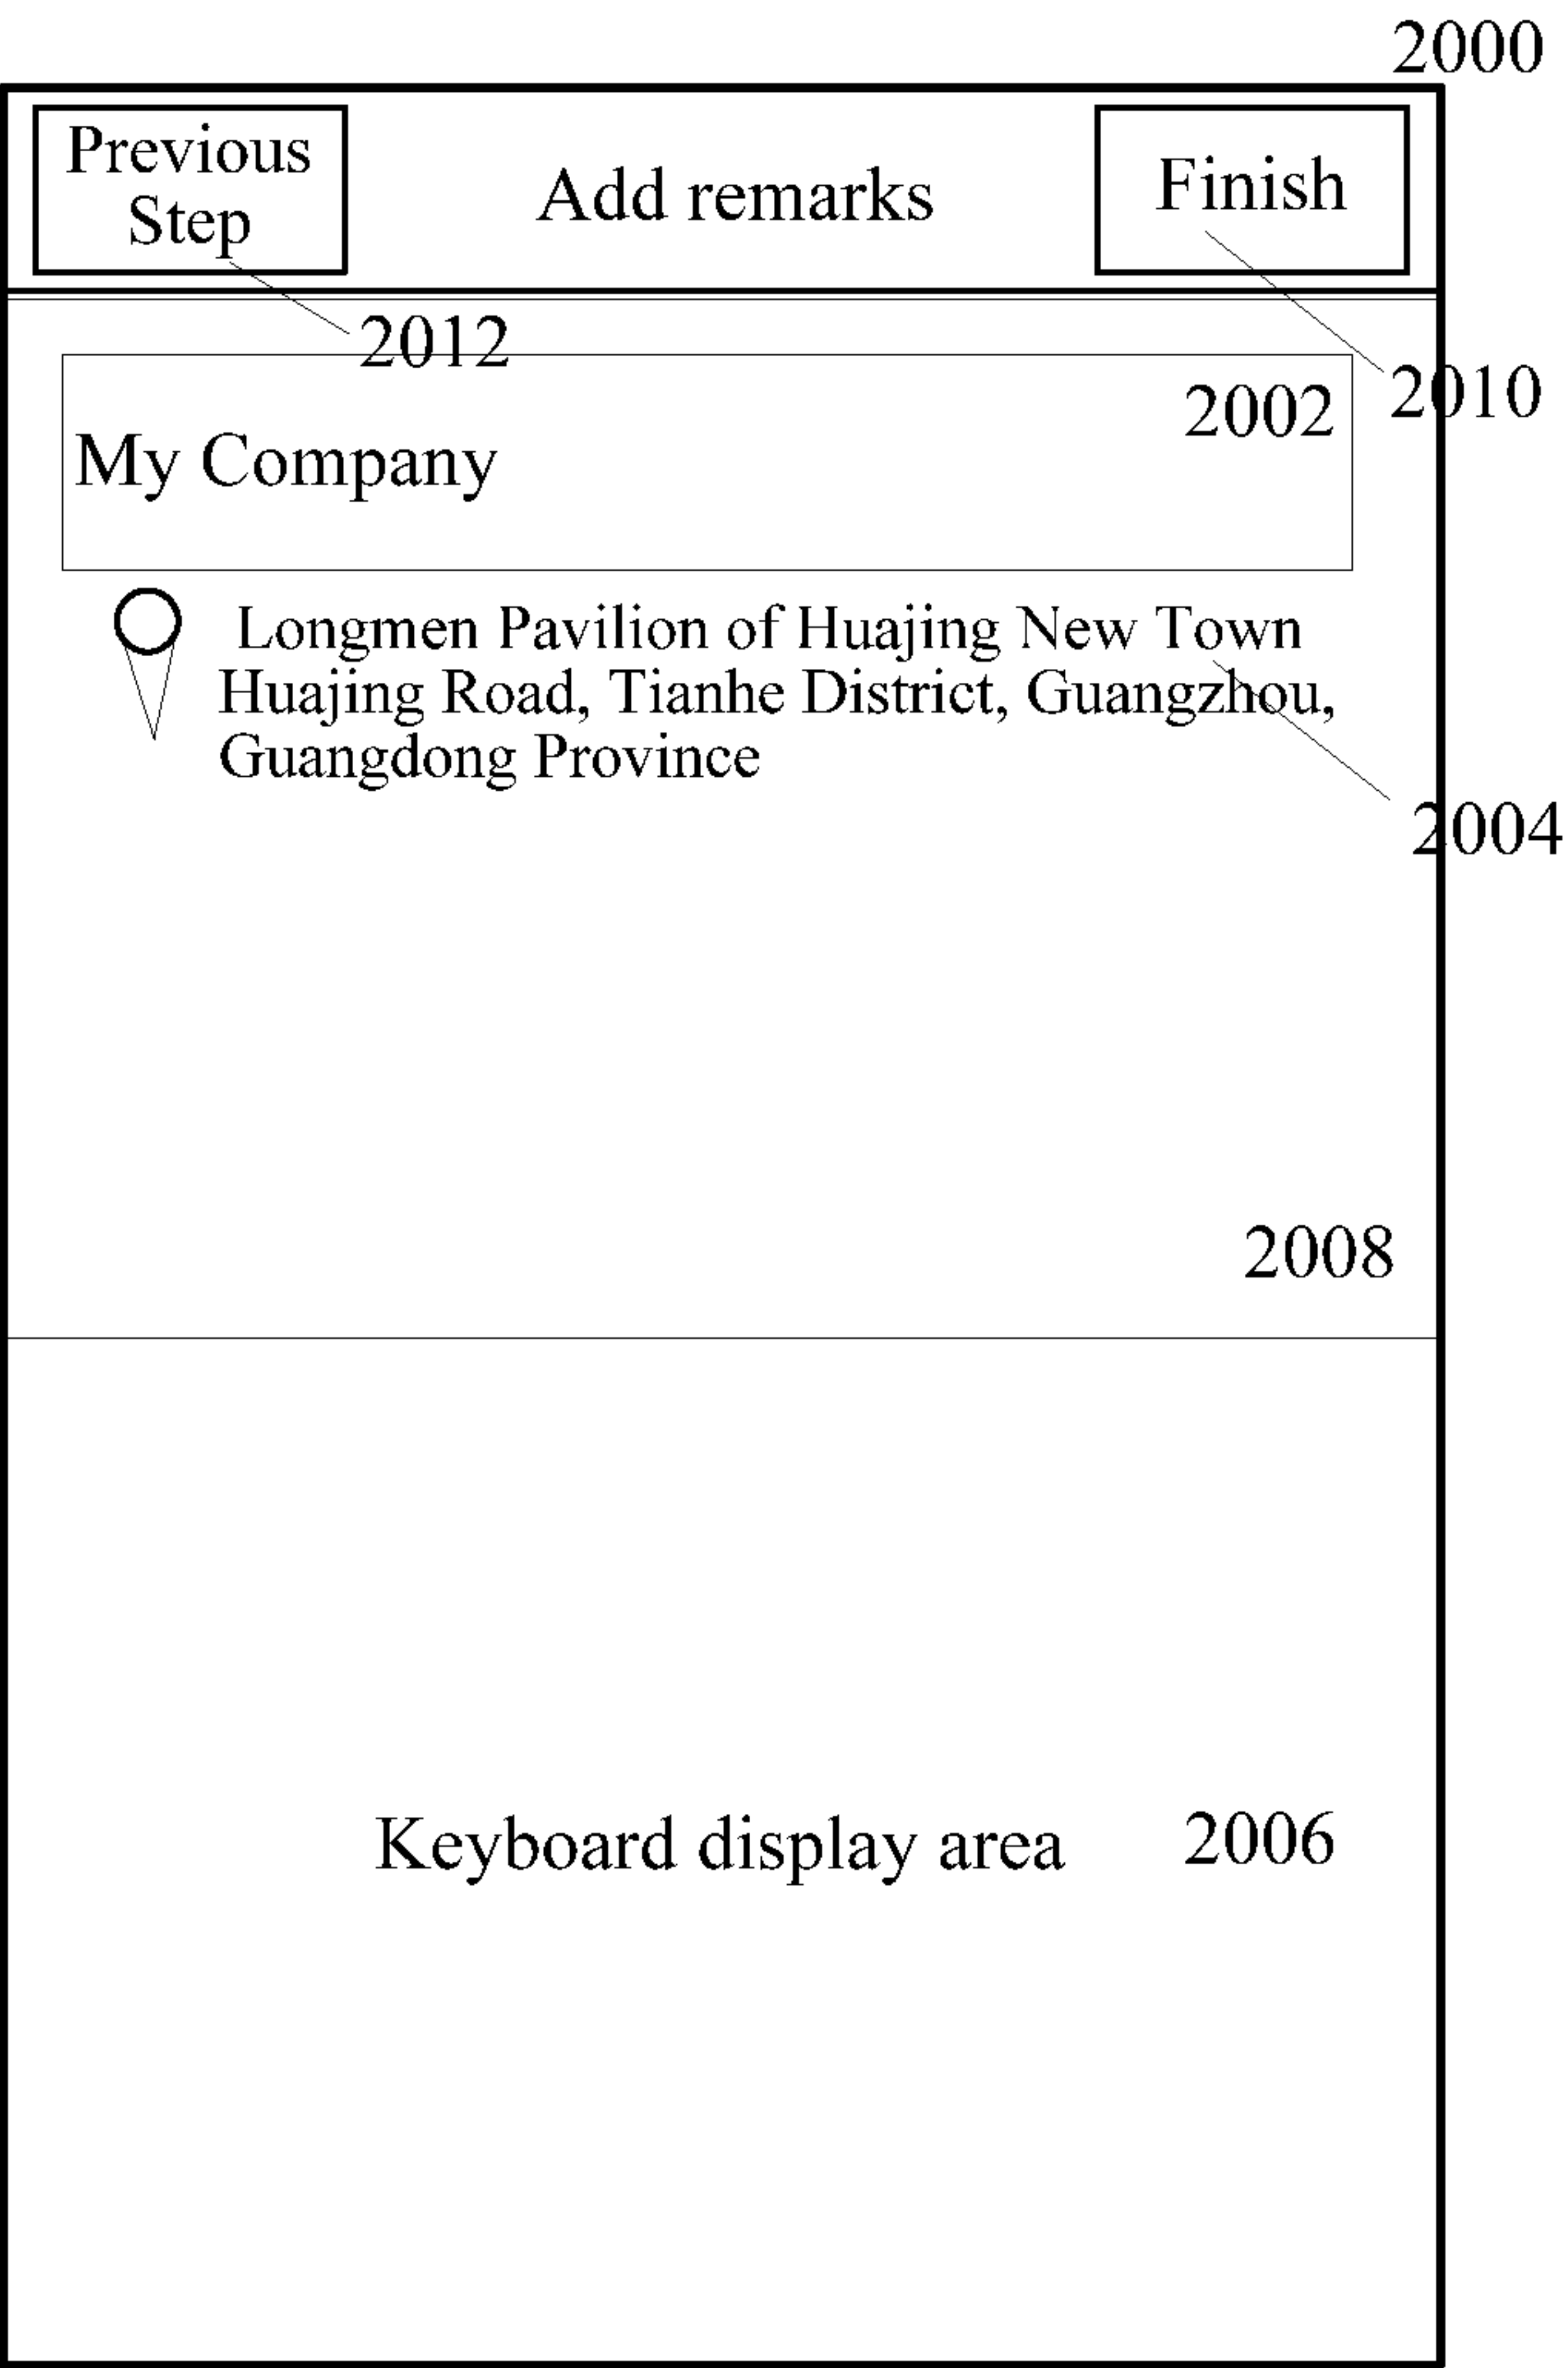 2000
Previous
Step
Add remarks
Finish
2012
2010
2002
My Company
Longmen Pavilion of Huajing New Town
Huajing Road, Tianhe District, Guangzhou,
Guangdong Province
2004
2008
Keyboard display area
2006